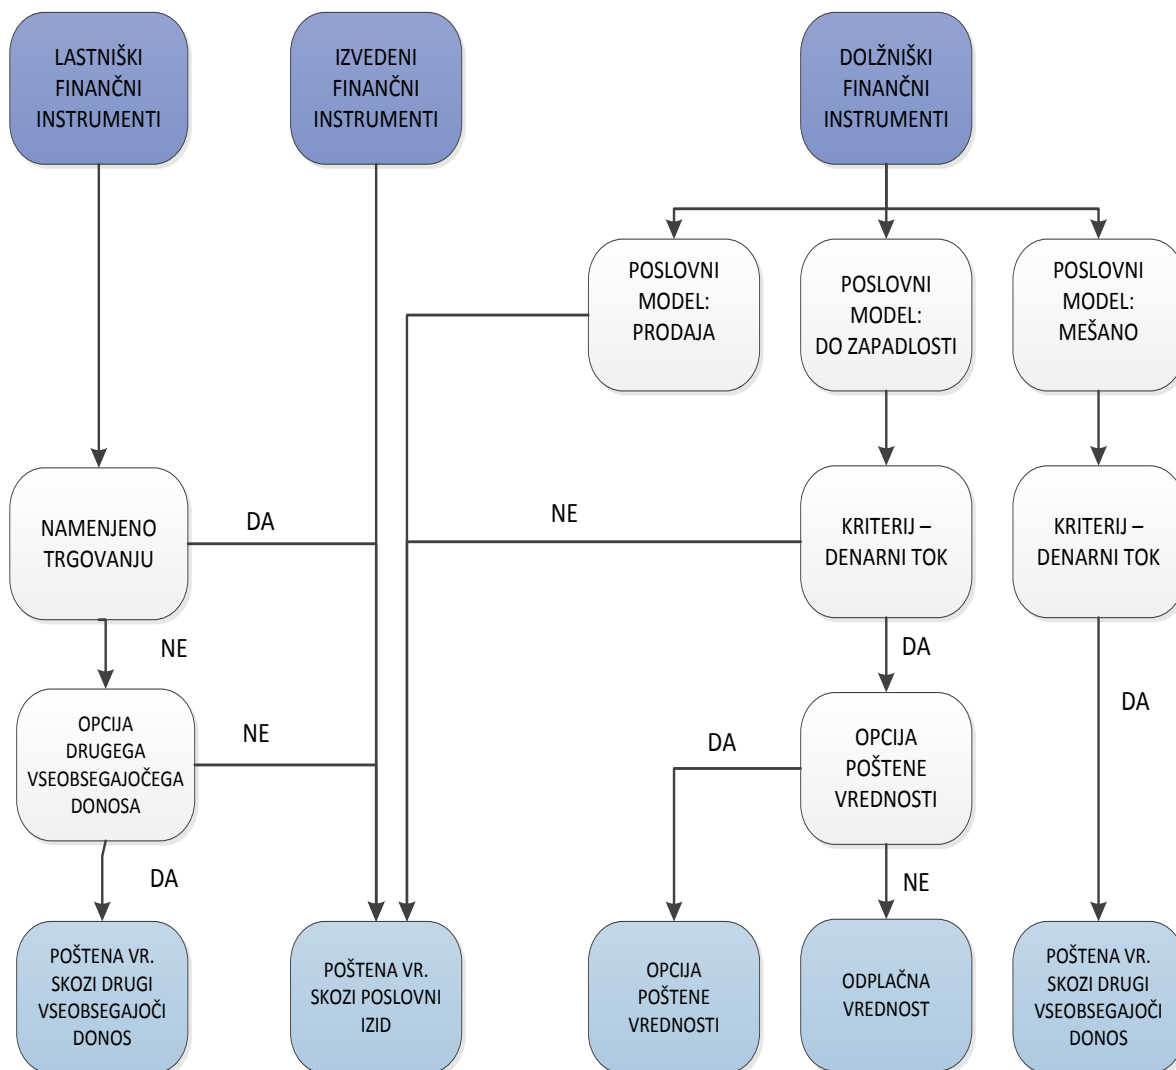 LASTNIŠKI
FINANČNI
INSTRUMENTI
IZVEDENI
FINANČNI
INSTRUMENTI
DOLŽNIŠKI
FINANČNI
INSTRUMENTI
POSLOVNI
MODEL:
PRODAJA
POSLOVNI
MODEL:
DO ZAPADLOSTI
POSLOVNI
MODEL:
MEŠANO
NAMENJENO
TRGOVANJU
DA
NE
KRITERIJ –
DENARNI TOK
KRITERIJ –
DENARNI TOK
NE
DA
OPCIJA
DRUGEGA
VSEOBSEGAJOČEGA
DONOSA
NE
DA
OPCIJA
POŠTENE
VREDNOSTI
DA
DA
NE
POŠTENA VR.
SKOZI DRUGI
VSEOBSEGAJOČI
DONOS
POŠTENA VR.
SKOZI POSLOVNI
IZID
OPCIJA
POŠTENE
VREDNOSTI
ODPLAČNA
VREDNOST
POŠTENA VR.
SKOZI DRUGI
VSEOBSEGAJOČI
DONOS